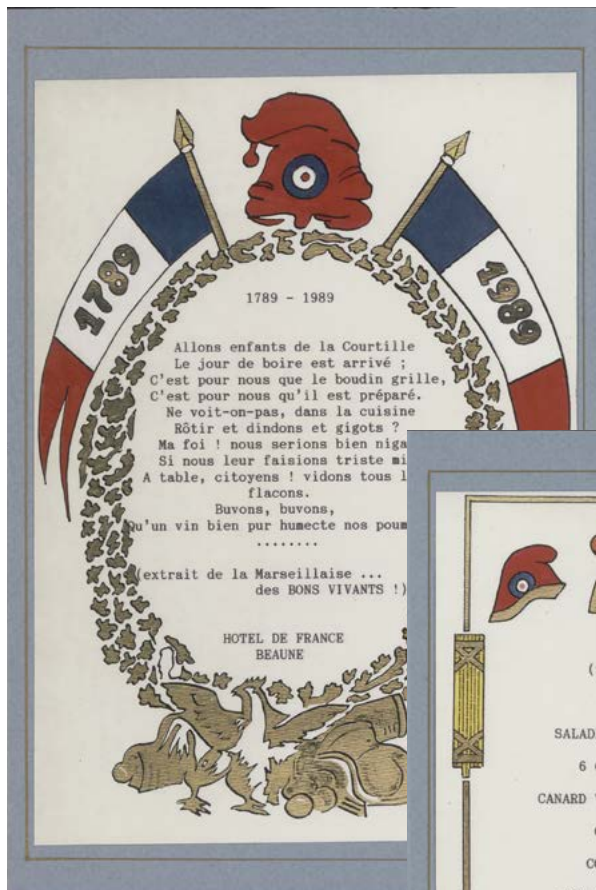 1789
1989
1789 - 1989
Allons enfants de la Courtille
Le jour de boire est arrivé ;
C'est pour nous que le boudin grille,
C'est pour nous qu'il est préparé.
Ne voit-on-pas, dans la cuisine
Rôtir et dindons et gigots ?
Ma foi ! nous serions bien
Si nous leur faisions triste
A table, citoyens ! vidons tous
flacons.
Buvons, buvons,
Qu'un vin bien pur humecte nos
........
(extrait de la Marseillaise ...
des BONS VIVANTS !)
HOTEL DE FRANCE
BEAUNE
(
6
CANARD